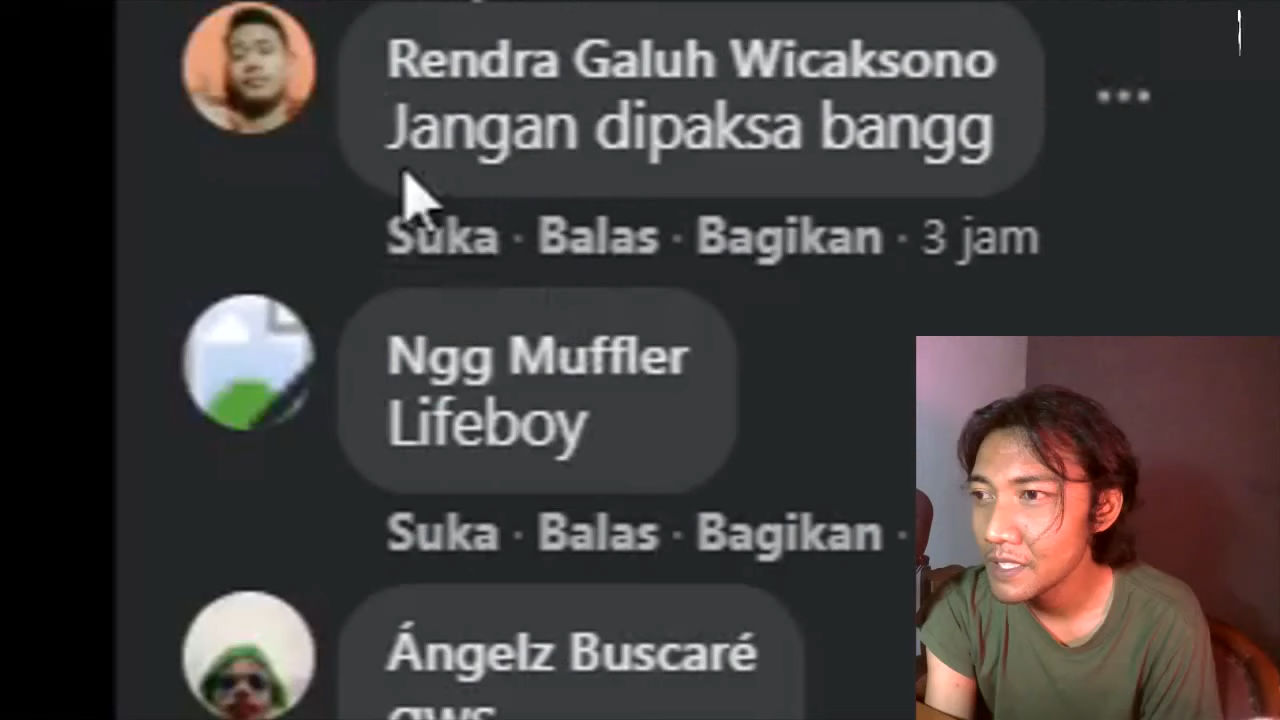 Rendra Galuh Wicaksono
Jangan dipaksa bangg
Suka · Balas · Bagikan · 3 jam
Ngg Muffler
Lifeboy
Suka · Balas · Bagikan ·
Ángelz Buscaré
gws